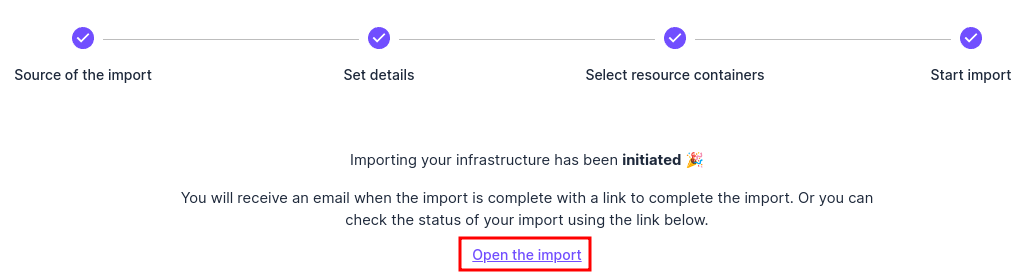 Source of the import
Set details
Select resource containers
Start import
Importing your infrastructure has been initiated 🎉
You will receive an email when the import is complete with a link to complete the import. Or you can
check the status of your import using the link below.
Open the import